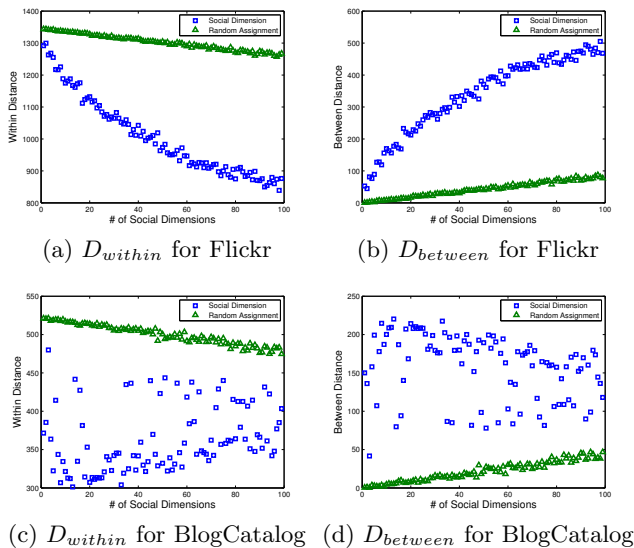 1400
1300
1200
1100
1000
900
800
0 20 40 60 80 100
Within Distance
# of Social Dimensions
Social Dimension
Random Assignment
(a) D_within for Flickr
600
500
400
300
200
100
0
0 20 40 60 80 100
Between Distance
# of Social Dimensions
Social Dimension
Random Assignment
(b) D_between for Flickr
550
500
450
400
350
300
0 20 40 60 80 100
Within Distance
# of Social Dimensions
Social Dimension
Random Assignment
(c) D_within for BlogCatalog
250
200
150
100
50
0
0 20 40 60 80 100
Between Distance
# of Social Dimensions
Social Dimension
Random Assignment
(d) D_between for BlogCatalog